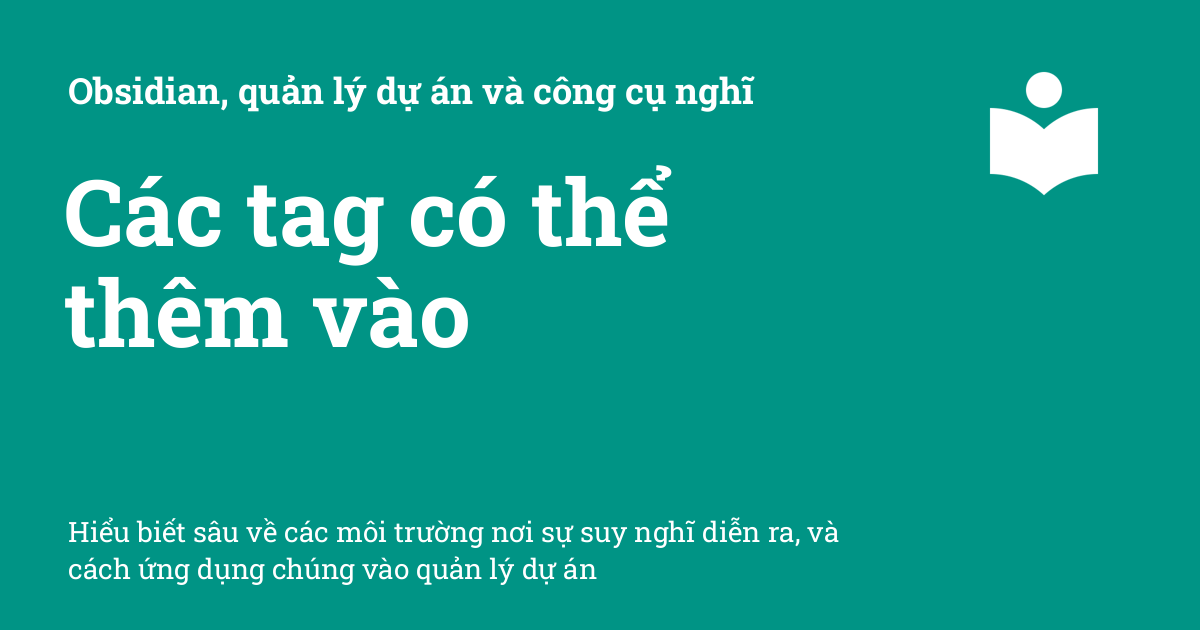 Obsidian, quản lý dự án và công cụ nghĩ
Các tag có thể
thêm vào
Hiểu biết sâu về các môi trường nơi sự suy nghĩ diễn ra, và
cách ứng dụng chúng vào quản lý dự án